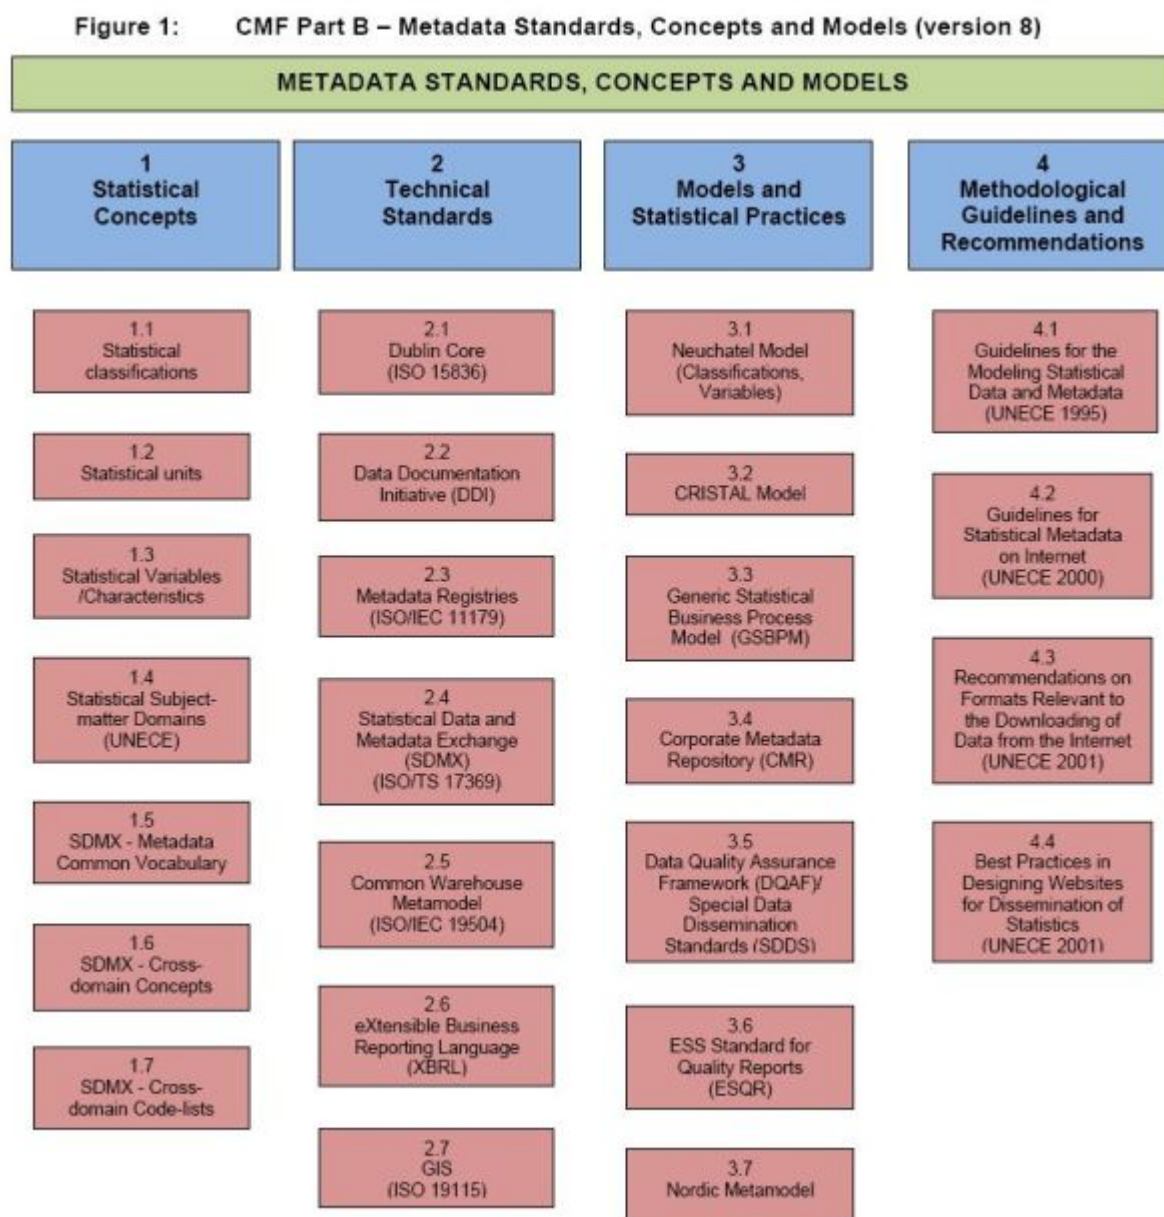 Figure 1: CMF Part B – Metadata Standards, Concepts and Models (version 8)
METADATA STANDARDS, CONCEPTS AND MODELS
1
Statistical
Concepts
2
Technical
Standards
3
Models and
Statistical Practices
4
Methodological
Guidelines and
Recommendations
1.1
Statistical
classifications
1.2
Statistical units
1.3
Statistical Variables
/Characteristics
1.4
Statistical Subject-
matter Domains
(UNECE)
1.5
SDMX - Metadata
Common Vocabulary
1.6
SDMX - Cross-
domain Concepts
1.7
SDMX - Cross-
domain Code-lists
2.1
Dublin Core
(ISO 15836)
2.2
Data Documentation
Initiative (DDI)
2.3
Metadata Registries
(ISO/IEC 11179)
2.4
Statistical Data and
Metadata Exchange
(SDMX)
(ISO/TS 17369)
2.5
Common Warehouse
Metamodel
(ISO/IEC 19504)
2.6
eXtensible Business
Reporting Language
(XBRL)
2.7
GIS
(ISO 19115)
3.1
Neuchatel Model
(Classifications,
Variables)
3.2
CRISTAL Model
3.3
Generic Statistical
Business Process
Model (GSBPM)
3.4
Corporate Metadata
Repository (CMR)
3.5
Data Quality Assurance
Framework (DQAF)/
Special Data
Dissemination
Standards (SDDS)
3.6
ESS Standard for
Quality Reports
(ESQR)
3.7
Nordic Metamodel
4.1
Guidelines for the
Modeling Statistical
Data and Metadata
(UNECE 1995)
4.2
Guidelines for
Statistical Metadata
on Internet
(UNECE 2000)
4.3
Recommendations on
Formats Relevant to
the Downloading of
Data from the Internet
(UNECE 2001)
4.4
Best Practices in
Designing Websites
for Dissemination of
Statistics
(UNECE 2001)